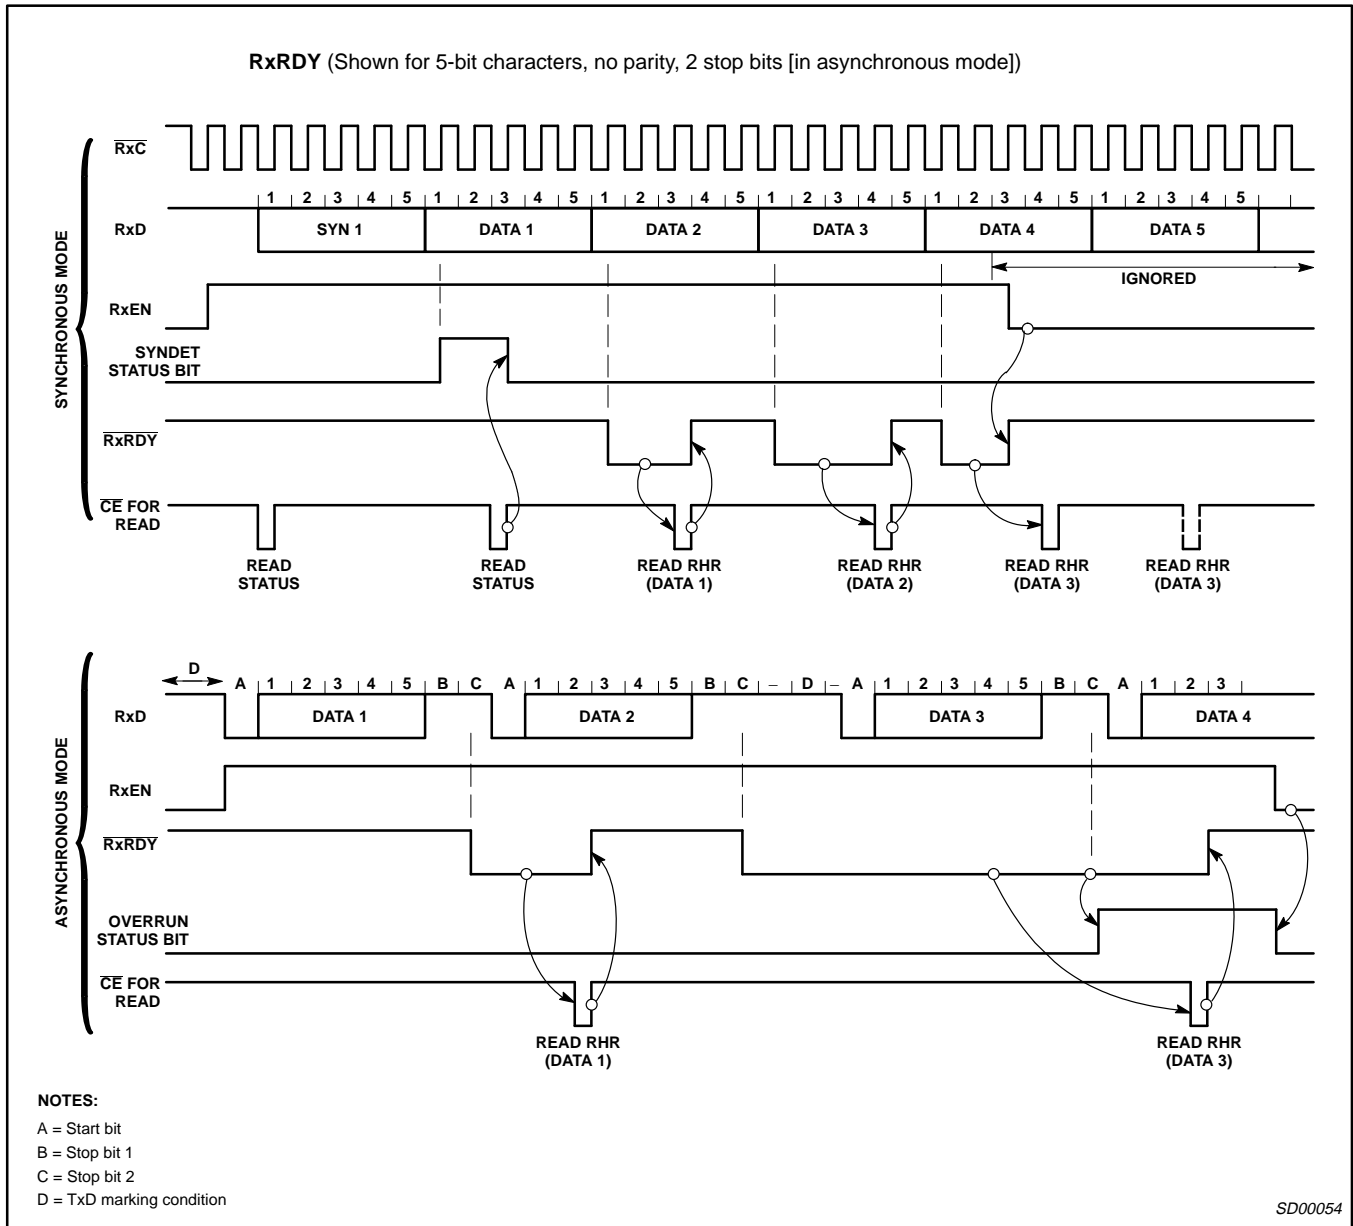 RxRDY (Shown for 5-bit characters, no parity, 2 stop bits [in asynchronous mode])
SYNCHRONOUS MODE
RxC
1 2 3 4 5 1 2 3 4 5 1 2 3 4 5 1 2 3 4 5 1 2 3 4 5 1 2 3 4 5
RxD
SYN 1 DATA 1 DATA 2 DATA 3 DATA 4 DATA 5
IGNORED
RxEN
SYNDET
STATUS BIT
RxRDY
CE FOR
READ
READ
STATUS
READ
STATUS
READ RHR
(DATA 1)
READ RHR
(DATA 2)
READ RHR
(DATA 3)
READ RHR
(DATA 3)
ASYNCHRONOUS MODE
D
A 1 2 3 4 5 B C A 1 2 3 4 5 B C – D – A 1 2 3 4 5 B C A 1 2 3
RxD
DATA 1 DATA 2 DATA 3 DATA 4
RxEN
RxRDY
OVERRUN
STATUS BIT
CE FOR
READ
READ RHR
(DATA 1)
READ RHR
(DATA 3)
NOTES:
A = Start bit
B = Stop bit 1
C = Stop bit 2
D = TxD marking condition
SD00054